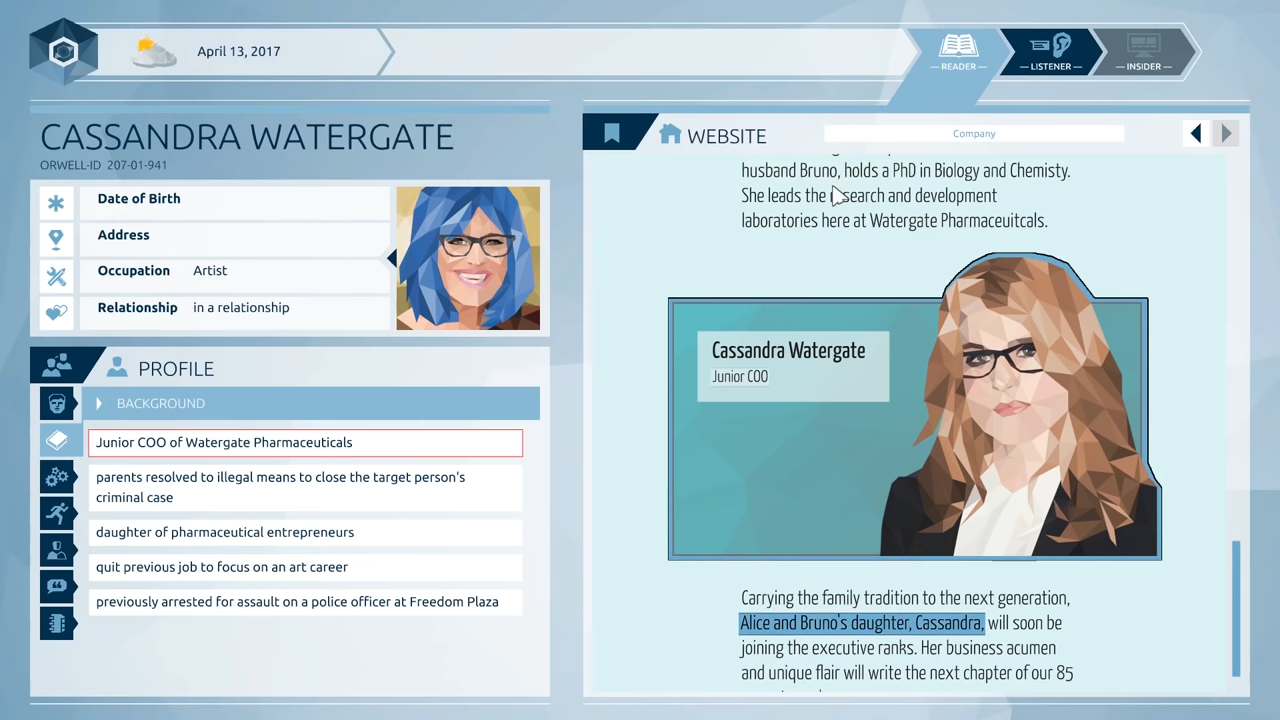 April 13, 2017
— READER —
— LISTENER —
— INSIDER —
CASSANDRA WATERGATE
ORWELL-ID 207-01-941
Date of Birth
Address
Occupation Artist
Relationship in a relationship
PROFILE
BACKGROUND
Junior COO of Watergate Pharmaceuticals
parents resolved to illegal means to close the target person's
criminal case
daughter of pharmaceutical entrepreneurs
quit previous job to focus on an art career
previously arrested for assault on a police officer at Freedom Plaza
WEBSITE
Company
husband Bruno, holds a PhD in Biology and Chemisty.
She leads the research and development
laboratories here at Watergate Pharmaceuitcals.
Cassandra Watergate
Junior COO
Carrying the family tradition to the next generation,
Alice and Bruno's daughter, Cassandra, will soon be
joining the executive ranks. Her business acumen
and unique flair will write the next chapter of our 85